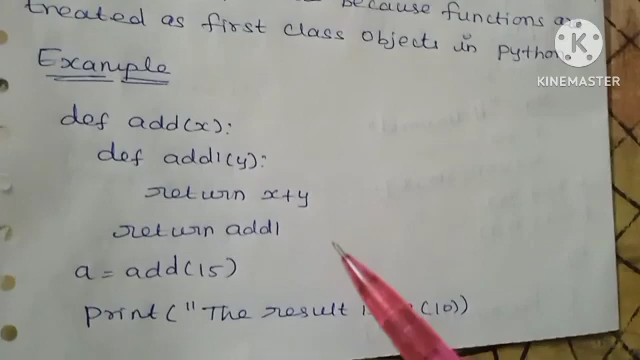 because functions are
treated as first class objects in Python.
Example
def add(x):
def add1(y):
return x+y
return add1
a = add(15)
print("The result (10))
K
KINEMASTER